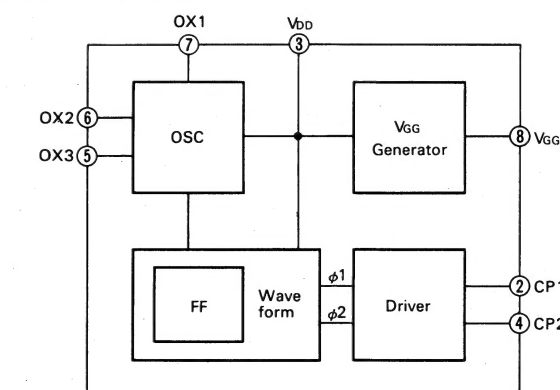 OX1
VDD
7
3
OX2 6
OX3 5
OSC
VGG
Generator
8 VGG
FF
Wave
form
φ1
φ2
Driver
2 CP1
4 CP2